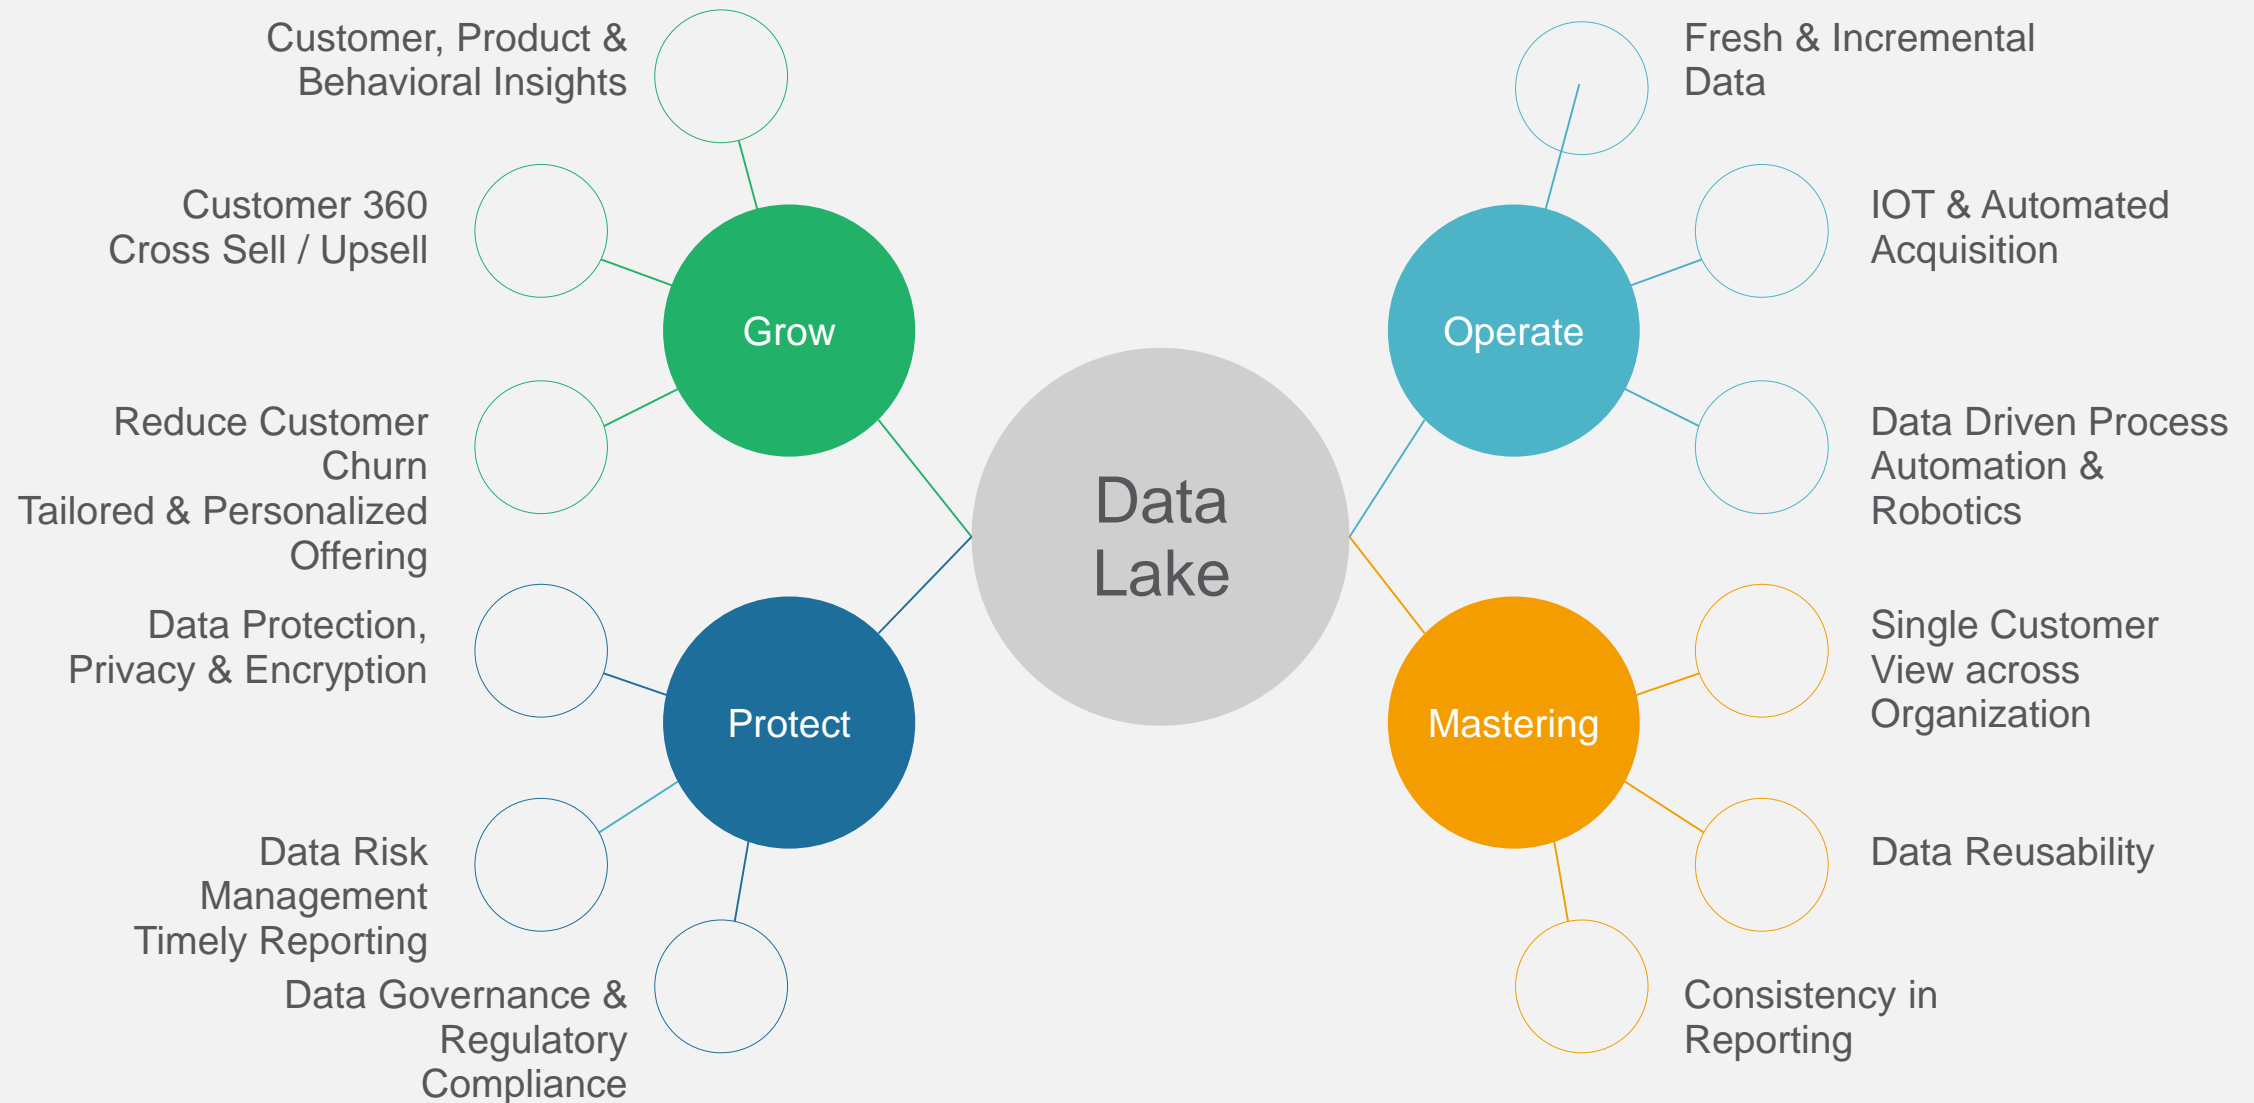 Customer, Product &
Behavioral Insights
Customer 360
Cross Sell / Upsell
Reduce Customer
Churn
Tailored & Personalized
Offering
Grow
Data Protection,
Privacy & Encryption
Data Risk
Management
Timely Reporting
Data Governance &
Regulatory
Compliance
Protect
Data
Lake
Fresh & Incremental
Data
IOT & Automated
Acquisition
Data Driven Process
Automation &
Robotics
Operate
Single Customer
View across
Organization
Data Reusability
Consistency in
Reporting
Mastering